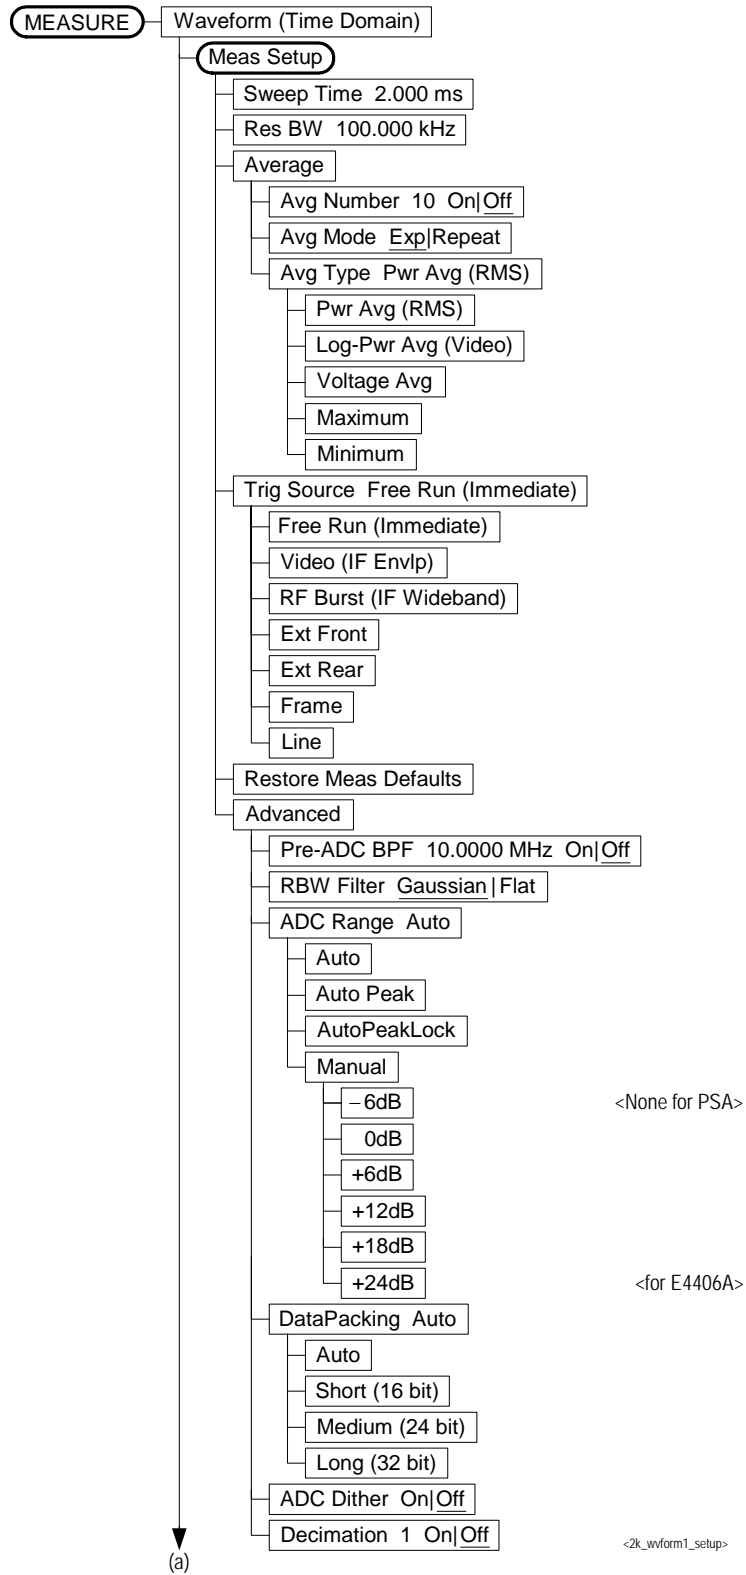 MEASURE Waveform (Time Domain)
Meas Setup
Sweep Time 2.000 ms
Res BW 100.000 kHz
Average
Avg Number 10 On|Off
Avg Mode Exp|Repeat
Avg Type Pwr Avg (RMS)
Pwr Avg (RMS)
Log-Pwr Avg (Video)
Voltage Avg
Maximum
Minimum
Trig Source Free Run (Immediate)
Free Run (Immediate)
Video (IF Envlp)
RF Burst (IF Wideband)
Ext Front
Ext Rear
Frame
Line
Restore Meas Defaults
Advanced
Pre-ADC BPF 10.0000 MHz On|Off
RBW Filter Gaussian|Flat
ADC Range Auto
Auto
Auto Peak
AutoPeakLock
Manual
−6dB <None for PSA>
0dB
+6dB
+12dB
+18dB
+24dB <for E4406A>
DataPacking Auto
Auto
Short (16 bit)
Medium (24 bit)
Long (32 bit)
ADC Dither On|Off
Decimation 1 On|Off
<2k_wvform1_setup>
(a)